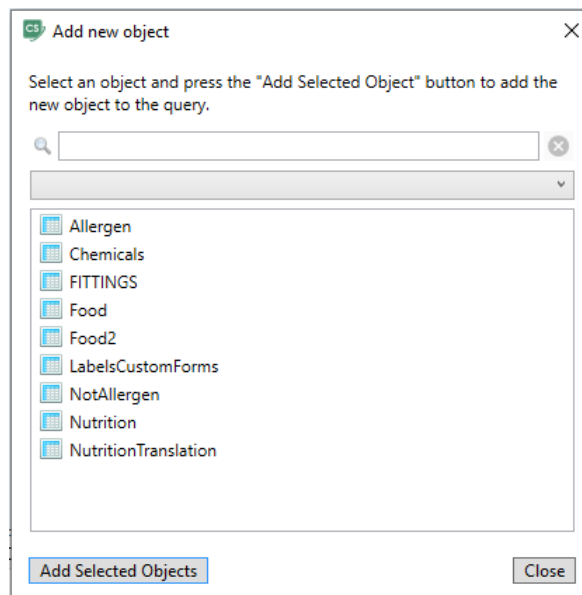 CS Add new object
Select an object and press the "Add Selected Object" button to add the
new object to the query.
Allergen
Chemicals
FITTINGS
Food
Food2
LabelsCustomForms
NotAllergen
Nutrition
NutritionTranslation
Add Selected Objects Close